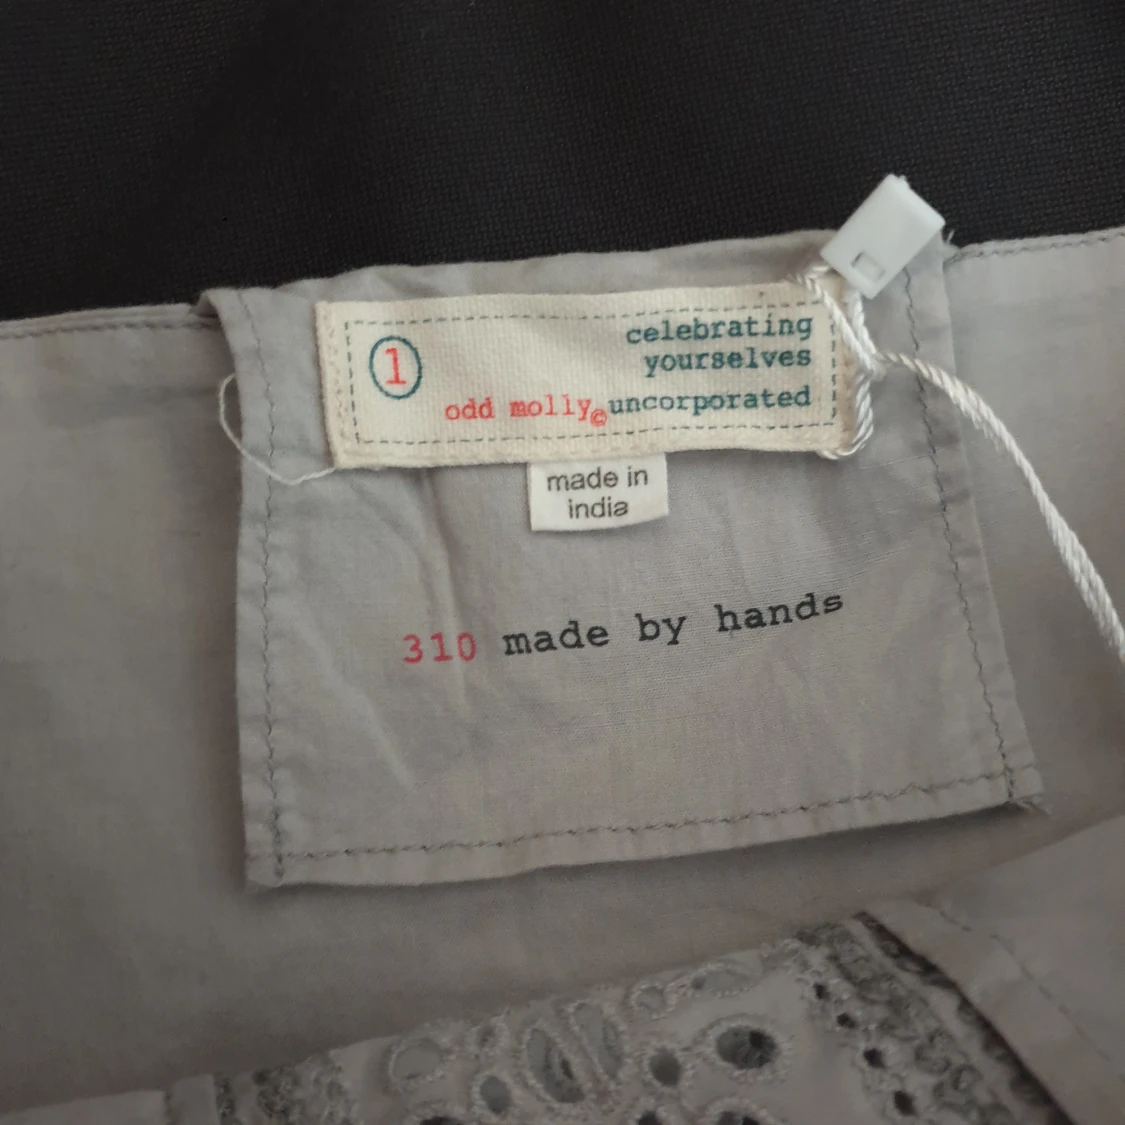 1
celebrating
yourselves
odd molly©uncorporated
made in
india
310 made by hands